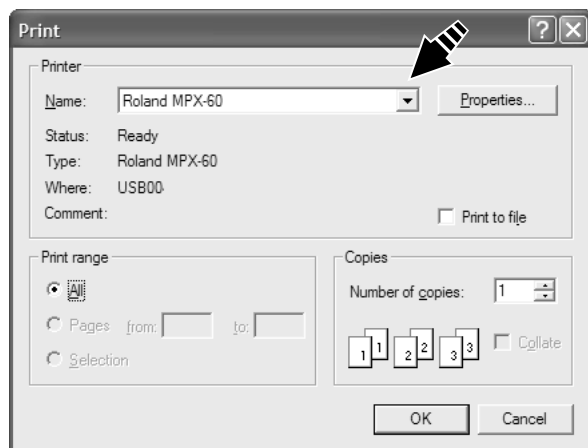 Print
Printer
Name: Roland MPX-60 Properties...
Status: Ready
Type: Roland MPX-60
Where: USB00
Comment: Print to file
Print range
All
Pages from: to:
Selection
Copies
Number of copies: 1
1 1 2 2 3 3 Collate
OK Cancel